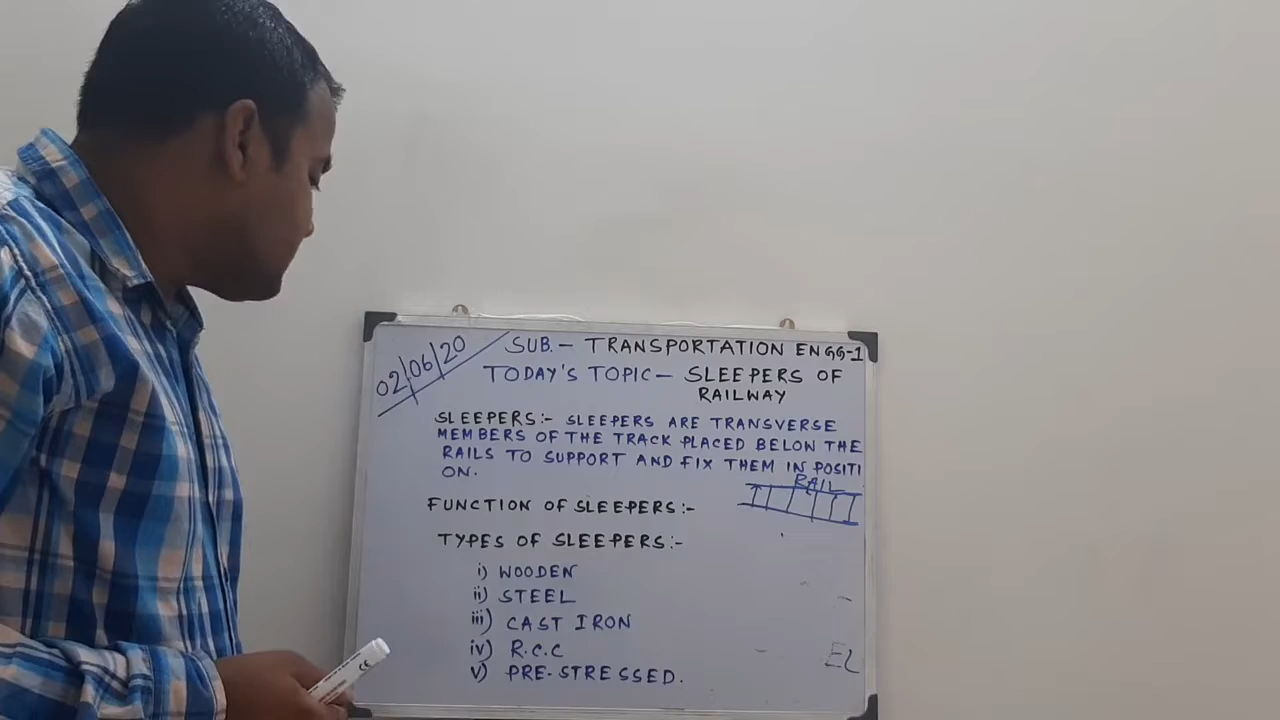 02/06/20
SUB.- TRANSPORTATION ENGG-1
TODAY'S TOPIC- SLEEPERS OF
RAILWAY
SLEEPERS:- SLEEPERS ARE TRANSVERSE
MEMBERS OF THE TRACK PLACED BELOW THE
RAILS TO SUPPORT AND FIX THEM IN POSITI
ON.
RAIL
FUNCTION OF SLEEPERS:-
TYPES OF SLEEPERS:-
i) WOODEN
ii) STEEL
iii) CAST IRON
iv) R.C.C
v) PRE-STRESSED.
EL